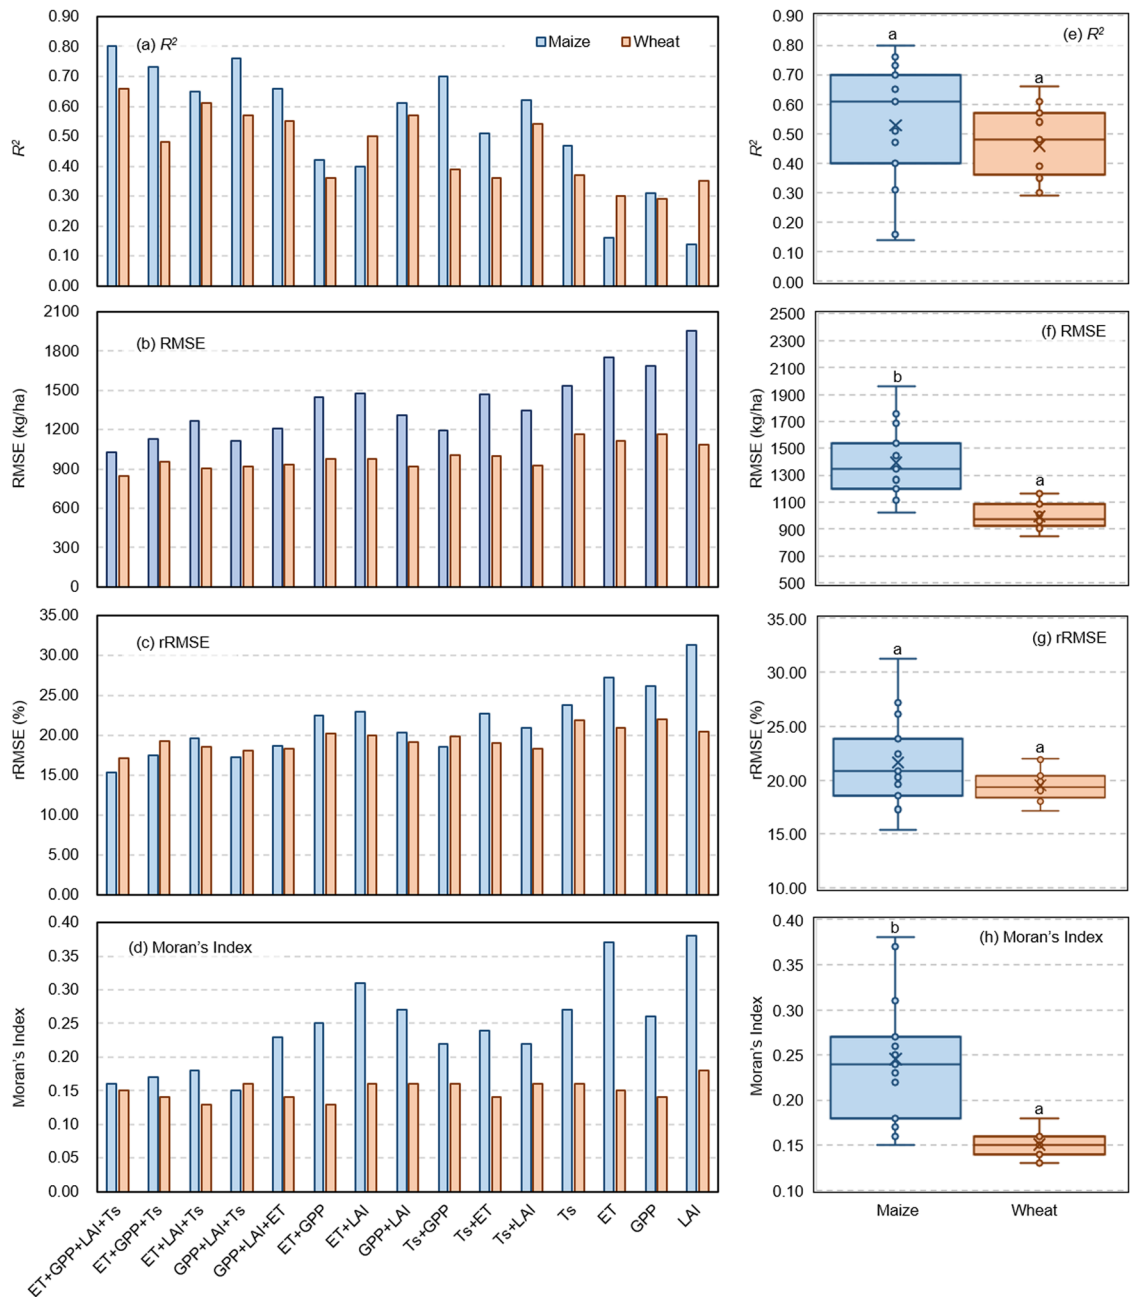 0.90
0.80
0.70
0.60
0.50
0.40
0.30
0.20
0.10
0.00
R²
(a) R²
Maize
Wheat
0.90
0.80
0.70
0.60
0.50
0.40
0.30
0.20
0.10
0.00
R²
(e) R²
a
a
2100
1800
1500
1200
900
600
300
0
RMSE (kg/ha)
(b) RMSE
2500
2300
2100
1900
1700
1500
1300
1100
900
700
500
RMSE (kg/ha)
(f) RMSE
b
a
35.00
30.00
25.00
20.00
15.00
10.00
5.00
0.00
rRMSE (%)
(c) rRMSE
35.00
30.00
25.00
20.00
15.00
10.00
rRMSE (%)
(g) rRMSE
a
a
0.40
0.35
0.30
0.25
0.20
0.15
0.10
0.05
0.00
Moran's Index
(d) Moran's Index
ET+GPP+LAI+Ts
ET+GPP+Ts
ET+LAI+Ts
GPP+LAI+Ts
GPP+LAI+ET
ET+GPP
ET+LAI
GPP+LAI
Ts+GPP
Ts+ET
Ts+LAI
Ts
ET
GPP
LAI
0.40
0.35
0.30
0.25
0.20
0.15
0.10
Moran's Index
(h) Moran's Index
b
a
Maize
Wheat